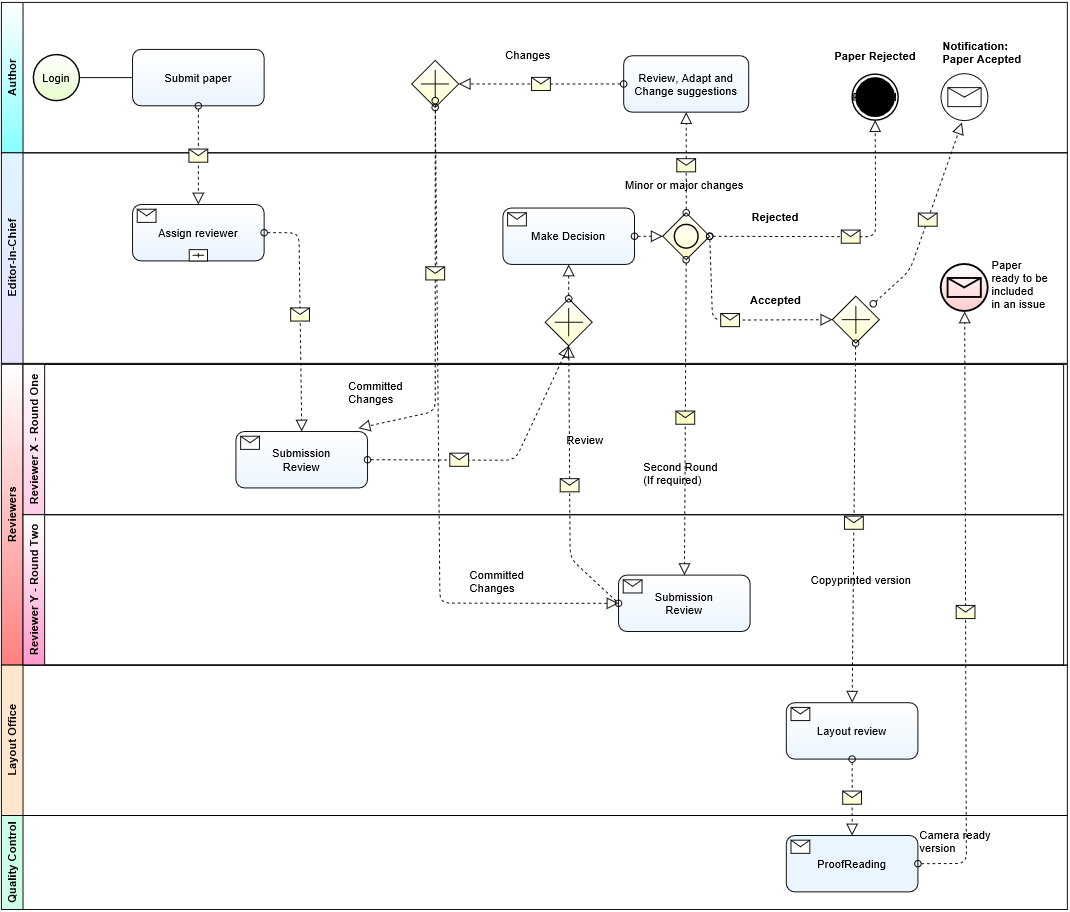 Author
Login
Submit paper
Changes
Review, Adapt and
Change suggestions
Paper Rejected
Notification:
Paper Acepted
Editor-In-Chief
Assign reviewer
Make Decision
Minor or major changes
Rejected
Accepted
Paper
ready to be
included
in an issue
Reviewers
Reviewer X - Round One
Committed
Changes
Submission
Review
Review
Second Round
(If required)
Reviewer Y - Round Two
Committed
Changes
Submission
Review
Copyprinted version
Layout Office
Layout review
Quality Control
ProofReading
Camera ready
version